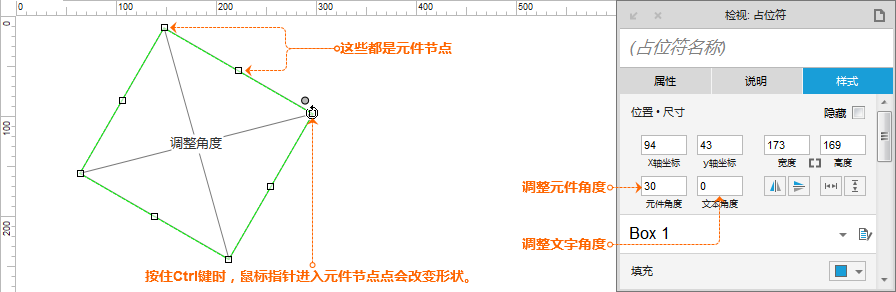 0
100
200
300
400
500
0
100
200
这些都是元件节点
调整角度
按住Ctrl键时，鼠标指针进入元件节点点会改变形状。
检视: 占位符
(占位符名称)
属性 说明 样式
位置・尺寸 隐藏
94 43 173 169
X轴坐标 y轴坐标 宽度 高度
调整元件角度 30 0
元件角度 文本角度
Box 1
调整文字角度
填充